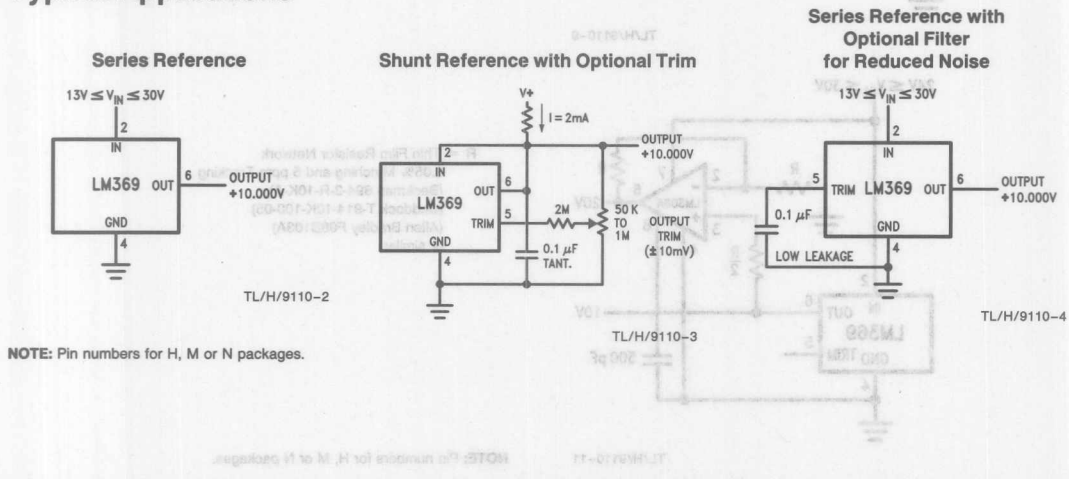 Series Reference
13V ≤ V_IN ≤ 30V
2
IN
LM369 OUT
6
OUTPUT
+10.000V
GND
4
TL/H/9110–2
NOTE: Pin numbers for H, M or N packages.
Shunt Reference with Optional Trim
V+
I = 2mA
2
IN
LM369
OUT
6
OUTPUT
+10.000V
TRIM
5
2M
50 K
TO
1M
OUTPUT
TRIM
(±10mV)
GND
4
0.1 μF
TANT.
TL/H/9110–3
Series Reference with
Optional Filter
for Reduced Noise
13V ≤ V_IN ≤ 30V
2
IN
5
TRIM LM369 OUT
6
OUTPUT
+10.000V
0.1 μF
GND
LOW LEAKAGE
4
TL/H/9110–4